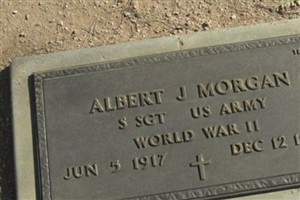 ALBERT J MORGAN
S SGT US ARMY
WORLD WAR II
JUN 5 1917 DEC 12